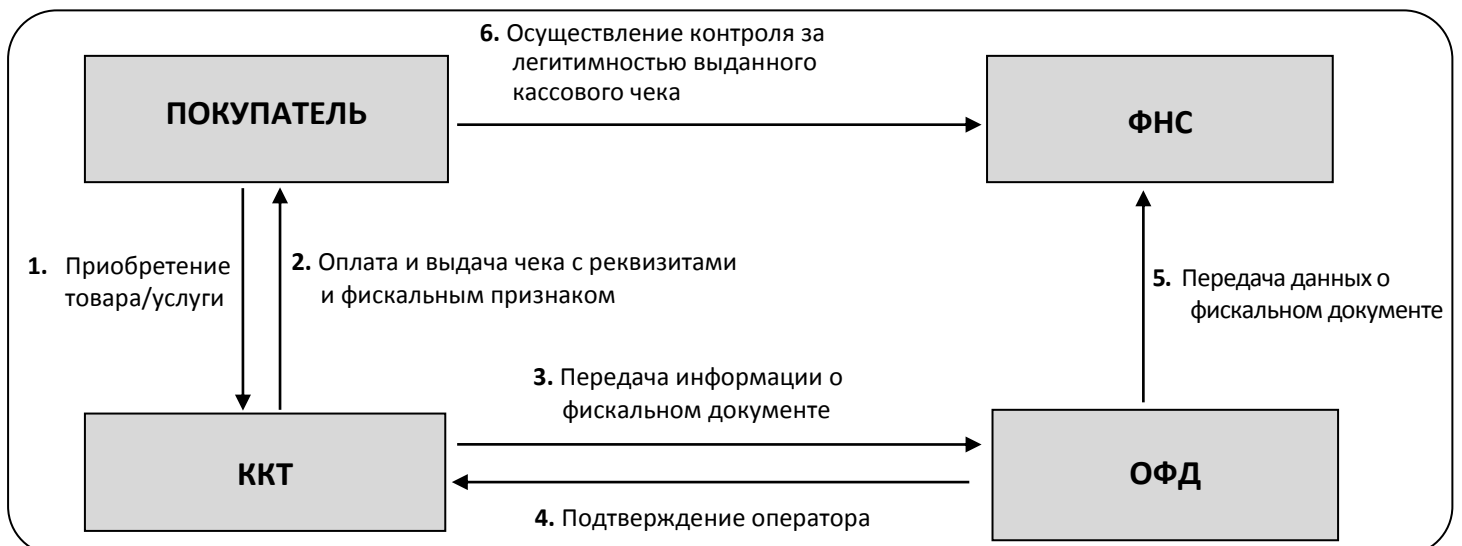 6. Осуществление контроля за
легитимностью выданного
кассового чека
ПОКУПАТЕЛЬ
ФНС
1. Приобретение
товара/услуги
2. Оплата и выдача чека с реквизитами
и фискальным признаком
5. Передача данных о
фискальном документе
3. Передача информации о
фискальном документе
ККТ
ОФД
4. Подтверждение оператора